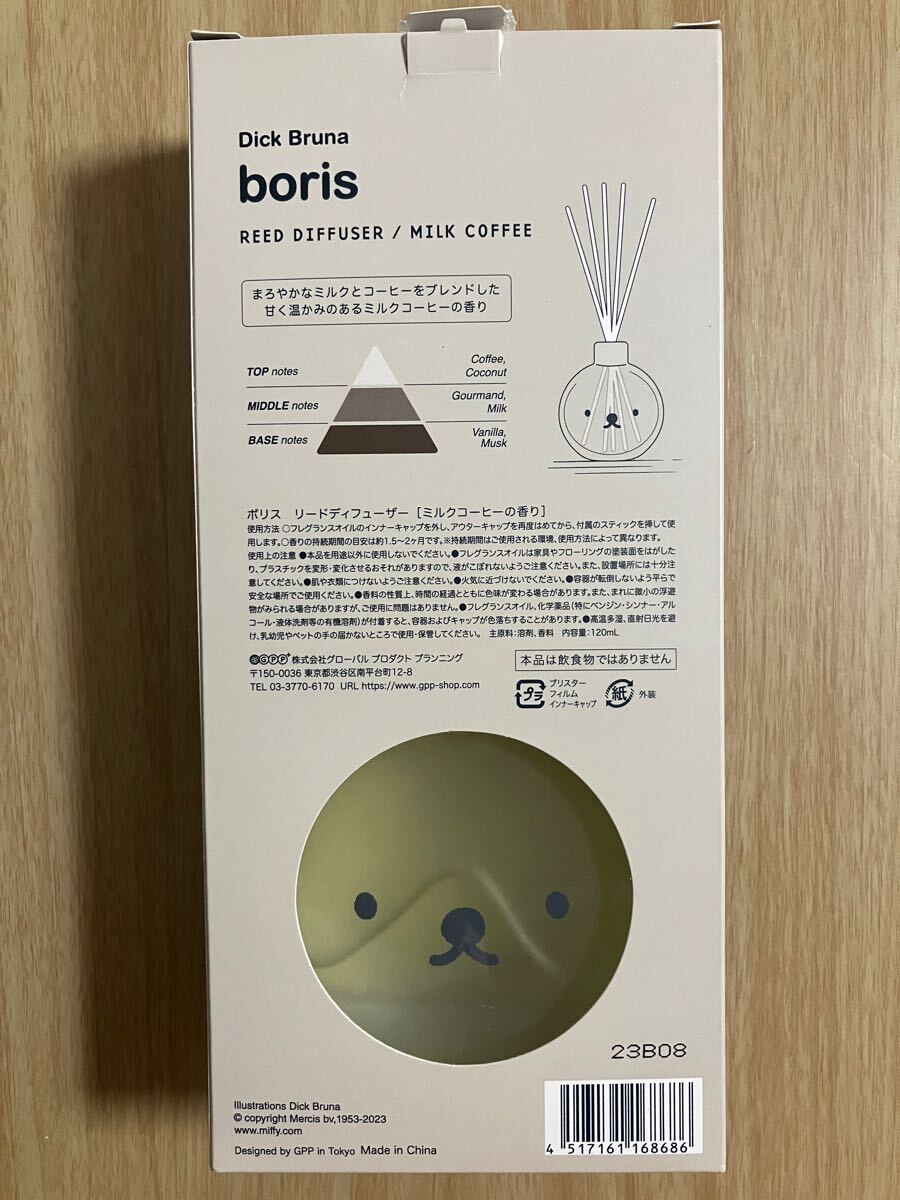 Dick Bruna
boris
REED DIFFUSER / MILK COFFEE
まろやかなミルクとコーヒーをブレンドした
甘く温かみのあるミルクコーヒーの香り
TOP notes
Coffee,
Coconut
MIDDLE notes
Gourmand,
Milk
BASE notes
Vanilla,
Musk
ボリス　リードディフューザー［ミルクコーヒーの香り］
使用方法 ○フレグランスオイルのインナーキャップを外し、アウターキャップを再度はめてから、付属のスティックを挿して使
用します。○香りの持続期間の目安は約1.5～2ヶ月です。※持続期間はご使用される環境、使用方法によって異なります。
使用上の注意 ●本品を用途以外に使用しないでください。●フレグランスオイルは家具やフローリングの塗装面をはがした
り、プラスチックを変形・変化させるおそれがありますので、液がこぼれないようご注意ください。また、設置場所には十分注
意してください。●肌や衣類につけないようご注意ください。●火気に近づけないでください。●容器が転倒しないよう平らで
安全な場所でご使用ください。●香料の性質上、時間の経過とともに色味が変わる場合があります。また、まれに微小の浮遊
物がみられる場合がありますが、ご使用に問題はありません。●フレグランスオイル、化学薬品（特にベンジン・シンナー・アル
コール・液体洗剤等の有機溶剤）が付着すると、容器およびキャップが色落ちすることがあります。●高温多湿、直射日光を避
け、乳幼児やペットの手の届かないところで使用・保管してください。 主原料：溶剤、香料　内容量：120mL
GPP 株式会社グローバル プロダクト プランニング
〒150-0036 東京都渋谷区南平台町12-8
TEL 03-3770-6170 URL https://www.gpp-shop.com
本品は飲食物ではありません
プラ
ブリスター
フィルム
インナーキャップ
紙
外装
23B08
Illustrations Dick Bruna
© copyright Mercis bv,1953-2023
www.miffy.com
Designed by GPP in Tokyo Made in China
4 517161 168686